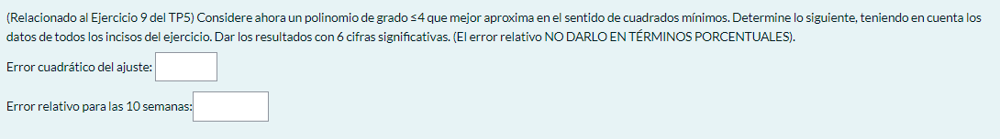 (Relacionado al Ejercicio 9 del TP5) Considere ahora un polinomio de grado ≤4 que mejor aproxima en el sentido de cuadrados mínimos. Determine lo siguiente, teniendo en cuenta los
datos de todos los incisos del ejercicio. Dar los resultados con 6 cifras significativas. (El error relativo NO DARLO EN TÉRMINOS PORCENTUALES).
Error cuadrático del ajuste:
Error relativo para las 10 semanas: